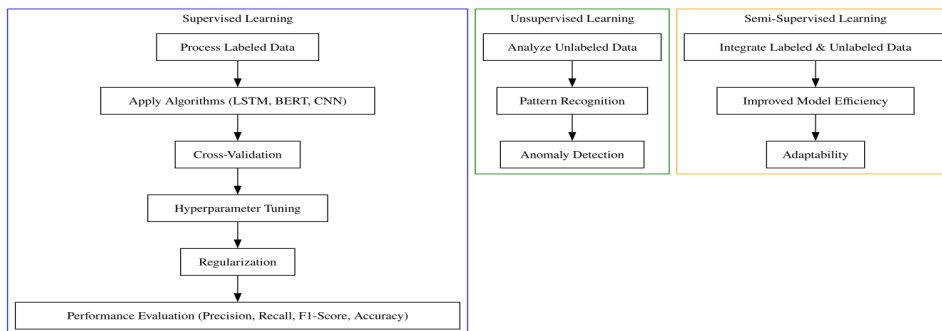 Supervised Learning
Process Labeled Data
Apply Algorithms (LSTM, BERT, CNN)
Cross-Validation
Hyperparameter Tuning
Regularization
Performance Evaluation (Precision, Recall, F1-Score, Accuracy)
Unsupervised Learning
Analyze Unlabeled Data
Pattern Recognition
Anomaly Detection
Semi-Supervised Learning
Integrate Labeled & Unlabeled Data
Improved Model Efficiency
Adaptability